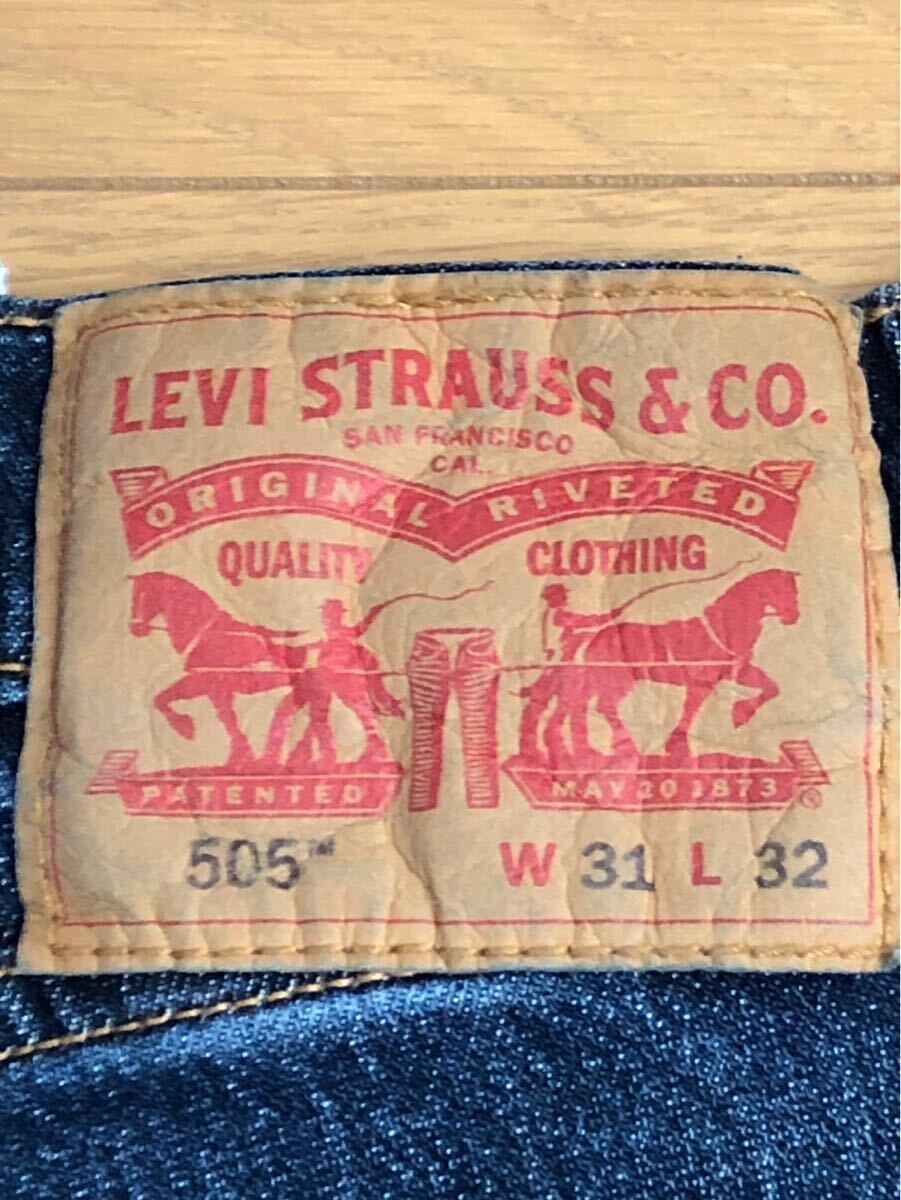 LEVI STRAUSS & CO.
SAN FRANCISCO
CAL.
ORIGINAL RIVETED
QUALITY CLOTHING
PATENTED MAY 20 1873 ®
505™ W 31 L 32